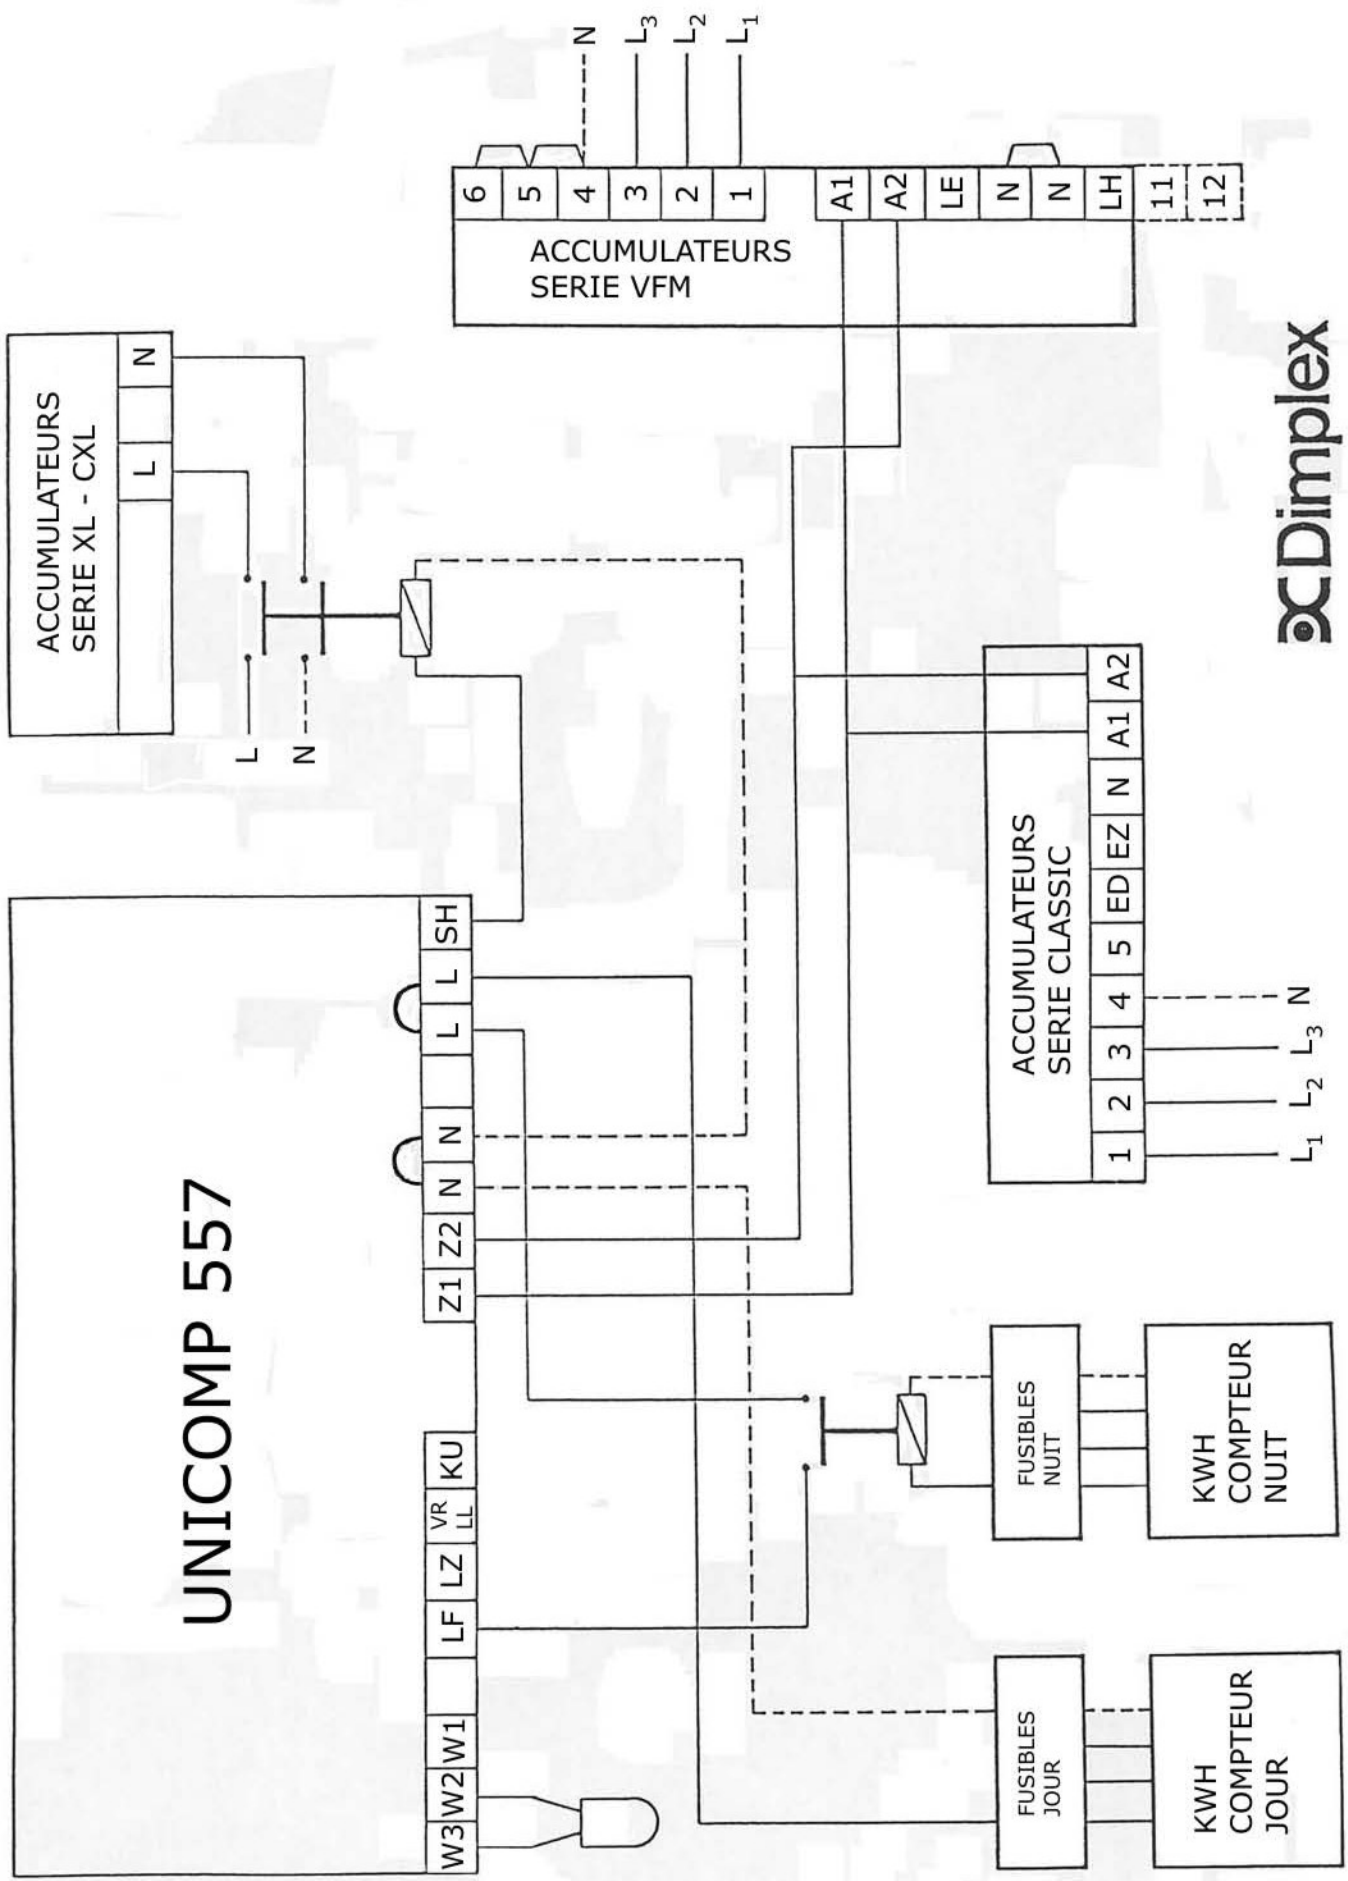 UNICOMP 557
W3
W2
W1
LF
LZ
VR
LL
KU
Z1
Z2
N
N
L
L
SH
ACCUMULATEURS
SERIE XL - CXL
L
N
L
N
ACCUMULATEURS
SERIE VFM
6
5
4
3
2
1
A1
A2
LE
N
N
LH
11
12
N
L3
L2
L1
ACCUMULATEURS
SERIE CLASSIC
1
2
3
4
5
ED
EZ
N
A1
A2
L1
L2
L3
N
FUSIBLES
JOUR
KWH
COMPTEUR
JOUR
FUSIBLES
NUIT
KWH
COMPTEUR
NUIT
Dimplex